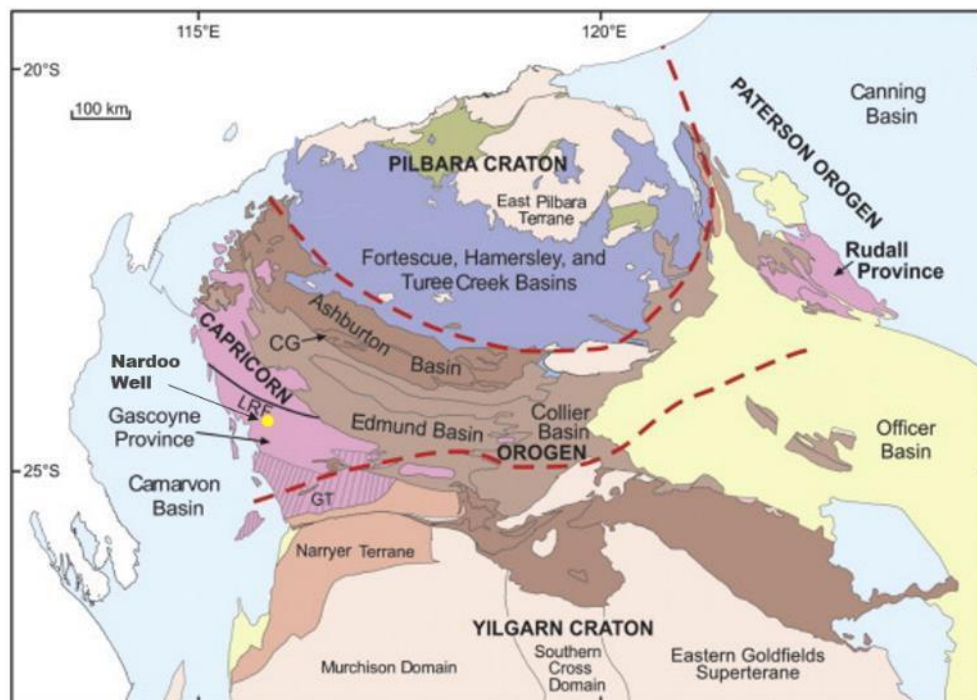 115°E
120°E
20°S
100 km
PATERSON OROGEN
Canning
Basin
PILBARA CRATON
East Pilbara
Terrane
Rudall
Province
Fortescue, Hamersley, and
Turee Creek Basins
Ashburton
Basin
CG
CAPRICORN
Nardoo
Well
LRF
Gascoyne
Province
Edmund Basin
Collier
Basin
OROGEN
Officer
Basin
25°S
Camarvon
Basin
GT
Narryer Terrane
YILGARN CRATON
Murchison Domain
Southern
Cross
Domain
Eastern Goldfields
Superterane